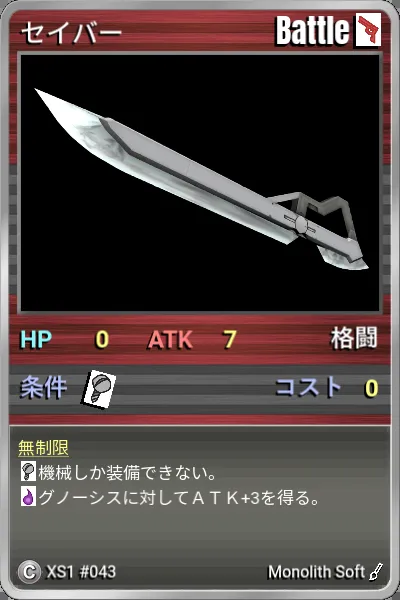 セイバー Battle
HP 0 ATK 7 格闘
条件 コスト 0
無制限
機械しか装備できない。
グノーシスに対してＡＴＫ+3を得る。
C XS1 #043 Monolith Soft